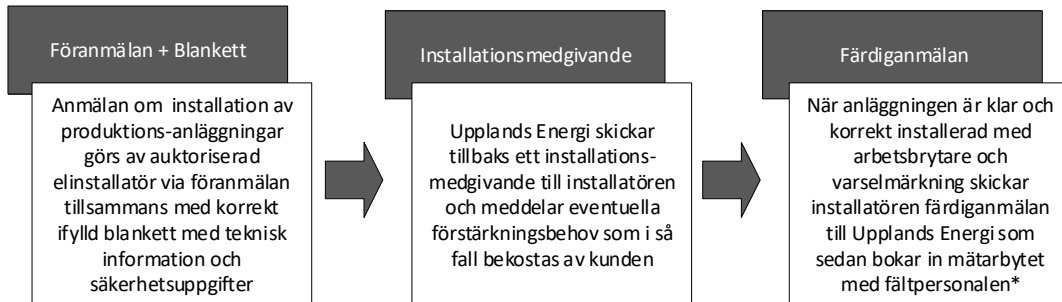 Föranmälan + Blankett
Anmälan om installation av
produktions-anläggningar
görs av auktoriserad
elinstallatör via föranmälan
tillsammans med korrekt
ifylld blankett med teknisk
information och
säkerhetsuppgifter
Installationsmedgivande
Upplands Energi skickar
tillbaks ett installations-
medgivande till installatören
och meddelar eventuella
förstärkningsbehov som i så
fall bekostas av kunden
Färdiganmälan
När anläggningen är klar och
korrekt installerad med
arbetsbrytare och
varselmärkning skickar
installatören färdiganmälan
till Upplands Energi som
sedan bokar in mätarbytet
med fältpersonalen*